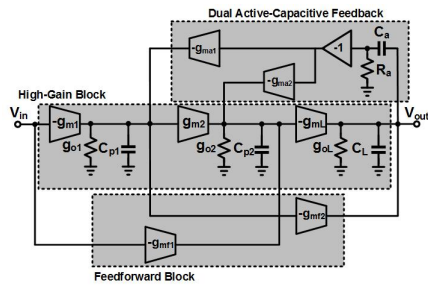 Dual Active-Capacitive Feedback
-gma1
-1
Ca
Ra
-gma2
High-Gain Block
Vin
-gm1
gm2
-gmL
Vout
go1
Cp1
go2
Cp2
goL
CL
-gmf2
-gmf1
Feedforward Block